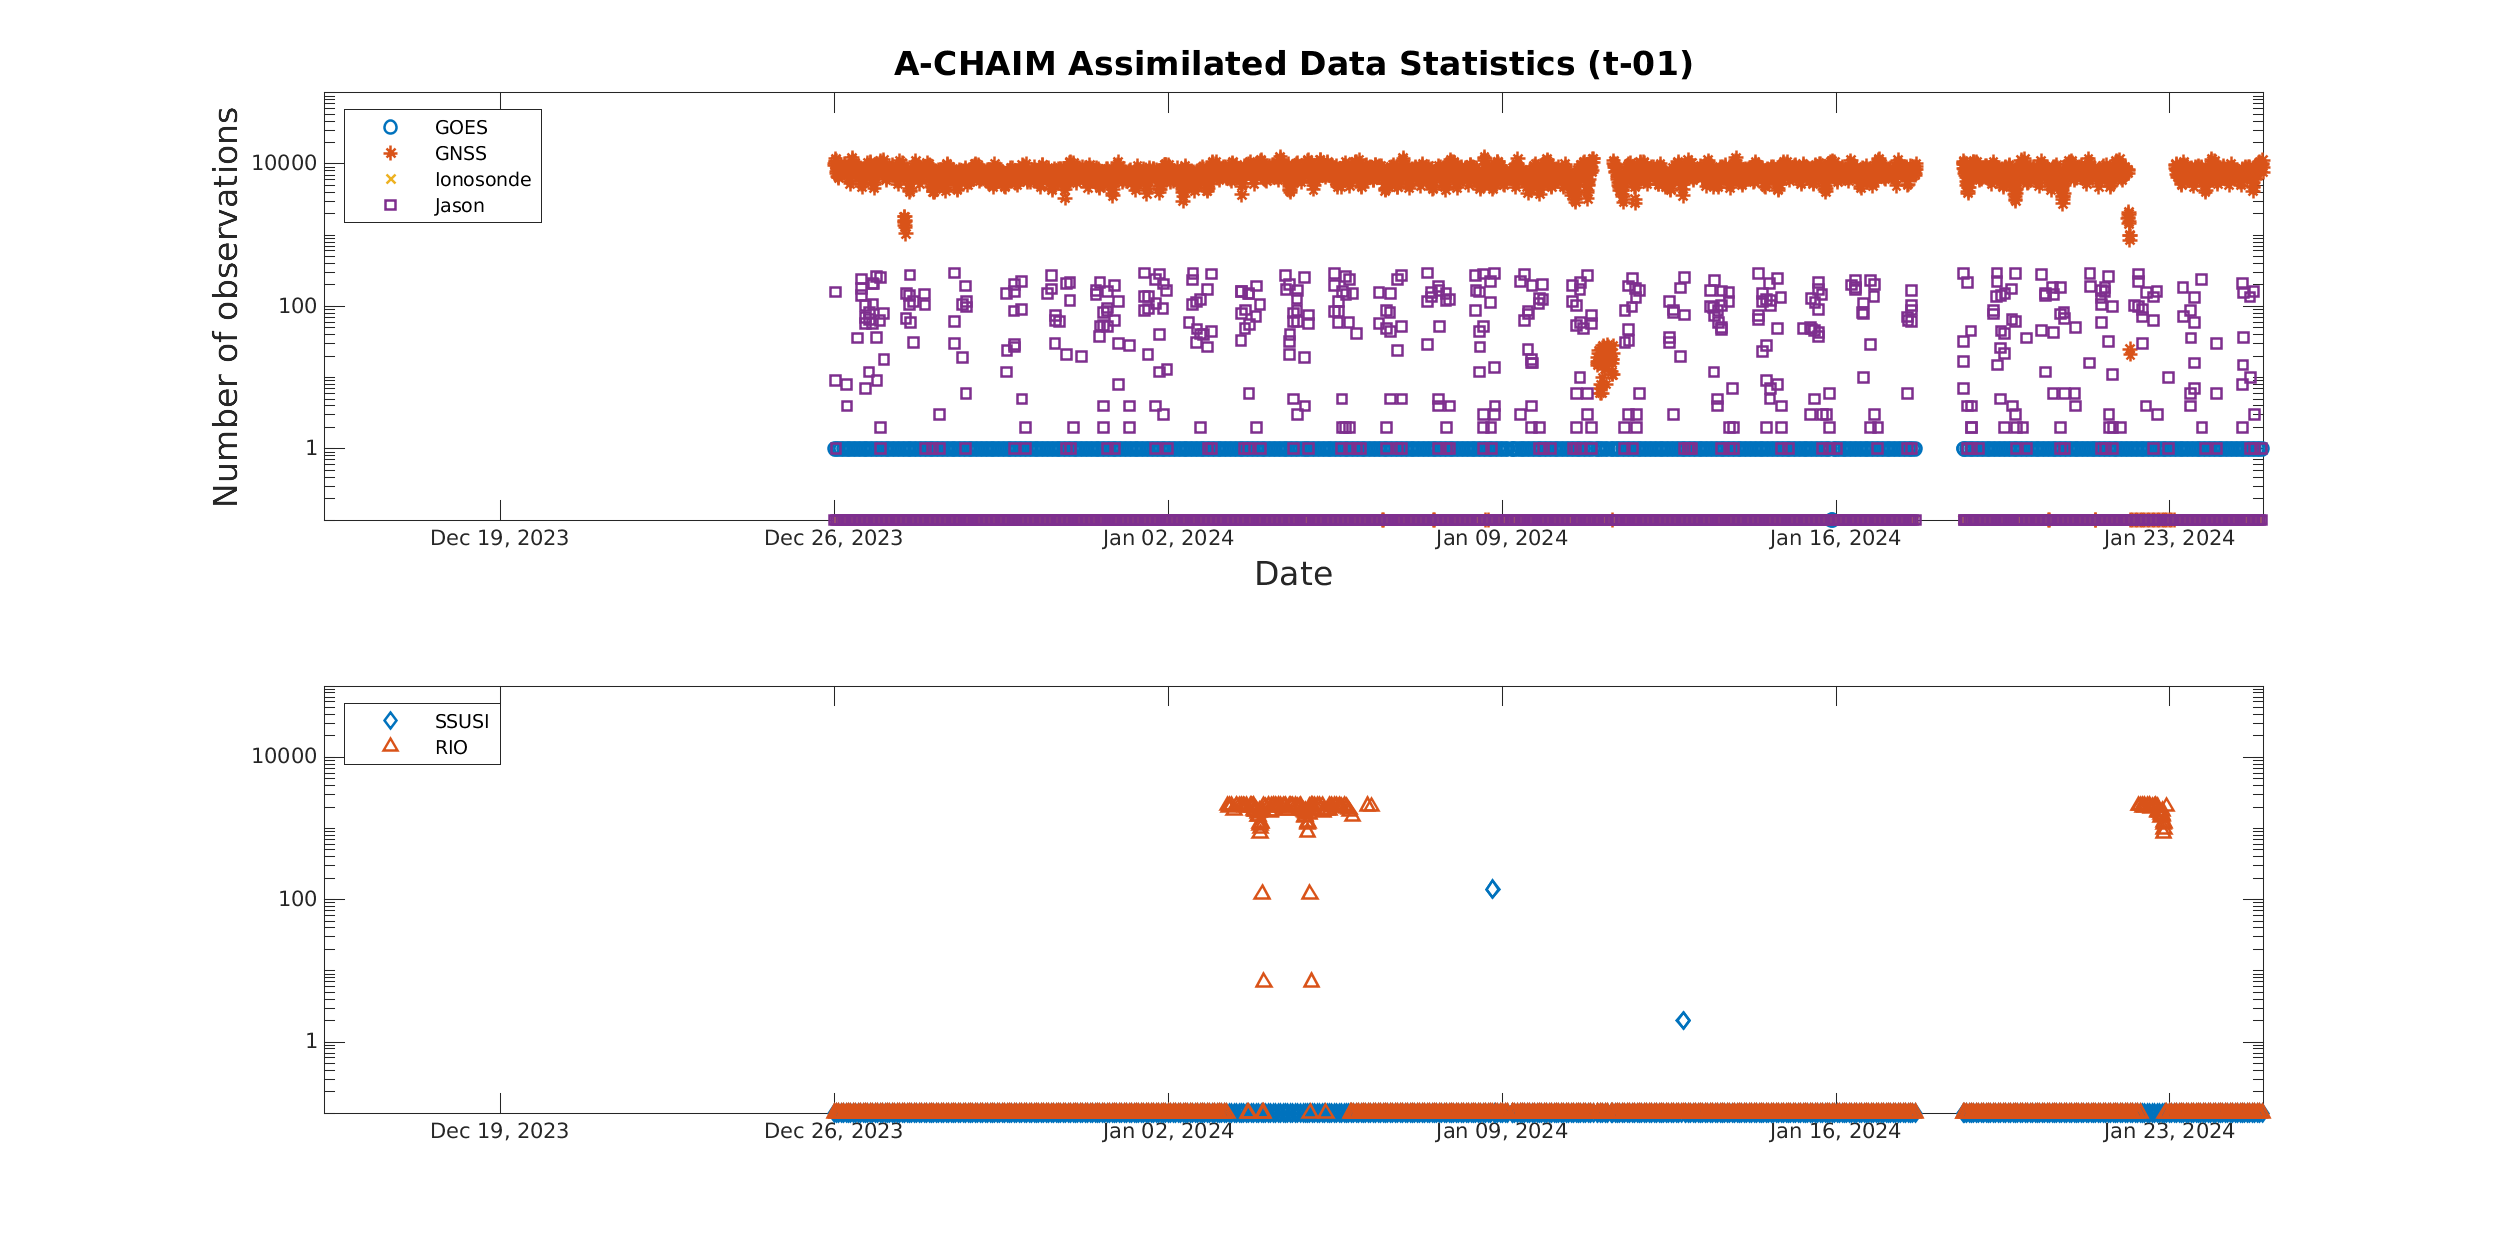 A-CHAIM Assimilated Data Statistics (t-01)
Number of observations
10000
100
1
GOES
GNSS
Ionosonde
Jason
Dec 19, 2023
Dec 26, 2023
Jan 02, 2024
Jan 09, 2024
Jan 16, 2024
Jan 23, 2024
Date
SSUSI
RIO
10000
100
1
Dec 19, 2023
Dec 26, 2023
Jan 02, 2024
Jan 09, 2024
Jan 16, 2024
Jan 23, 2024